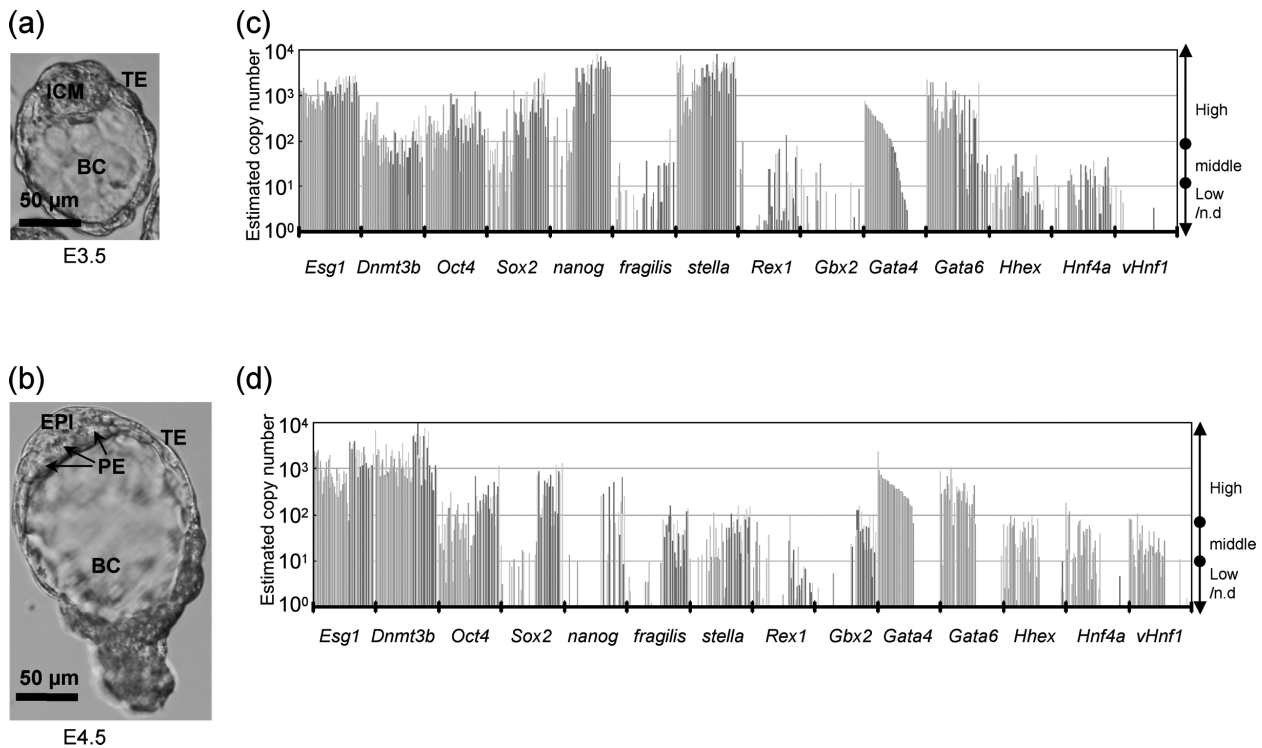 (a)
ICM
TE
BC
50 µm
E3.5
(c)
Estimated copy number
10⁴
10³
10²
10¹
10⁰
High
middle
Low
/n.d
Esg1 Dnmt3b Oct4 Sox2 nanog fragilis stella Rex1 Gbx2 Gata4 Gata6 Hhex Hnf4a vHnf1
(b)
EPI
TE
PE
BC
50 µm
E4.5
(d)
Estimated copy number
10⁴
10³
10²
10¹
10⁰
High
middle
Low
/n.d
Esg1 Dnmt3b Oct4 Sox2 nanog fragilis stella Rex1 Gbx2 Gata4 Gata6 Hhex Hnf4a vHnf1